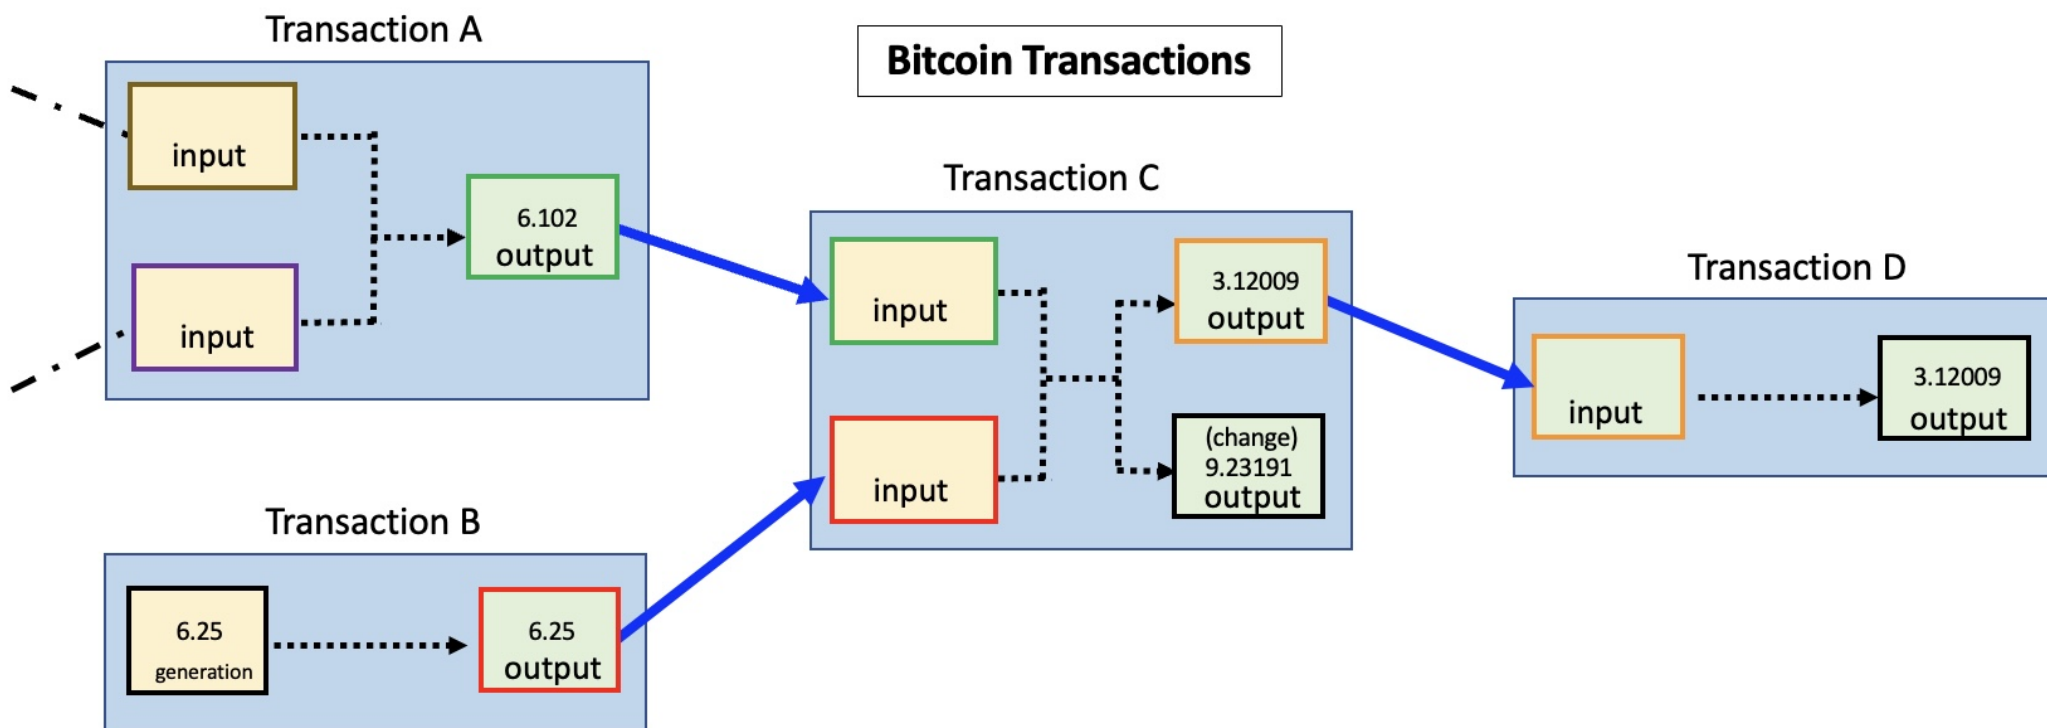 Transaction A
Bitcoin Transactions
input
6.102
output
input
Transaction C
input
3.12009
output
input
(change)
9.23191
output
Transaction D
input
3.12009
output
Transaction B
6.25
generation
6.25
output